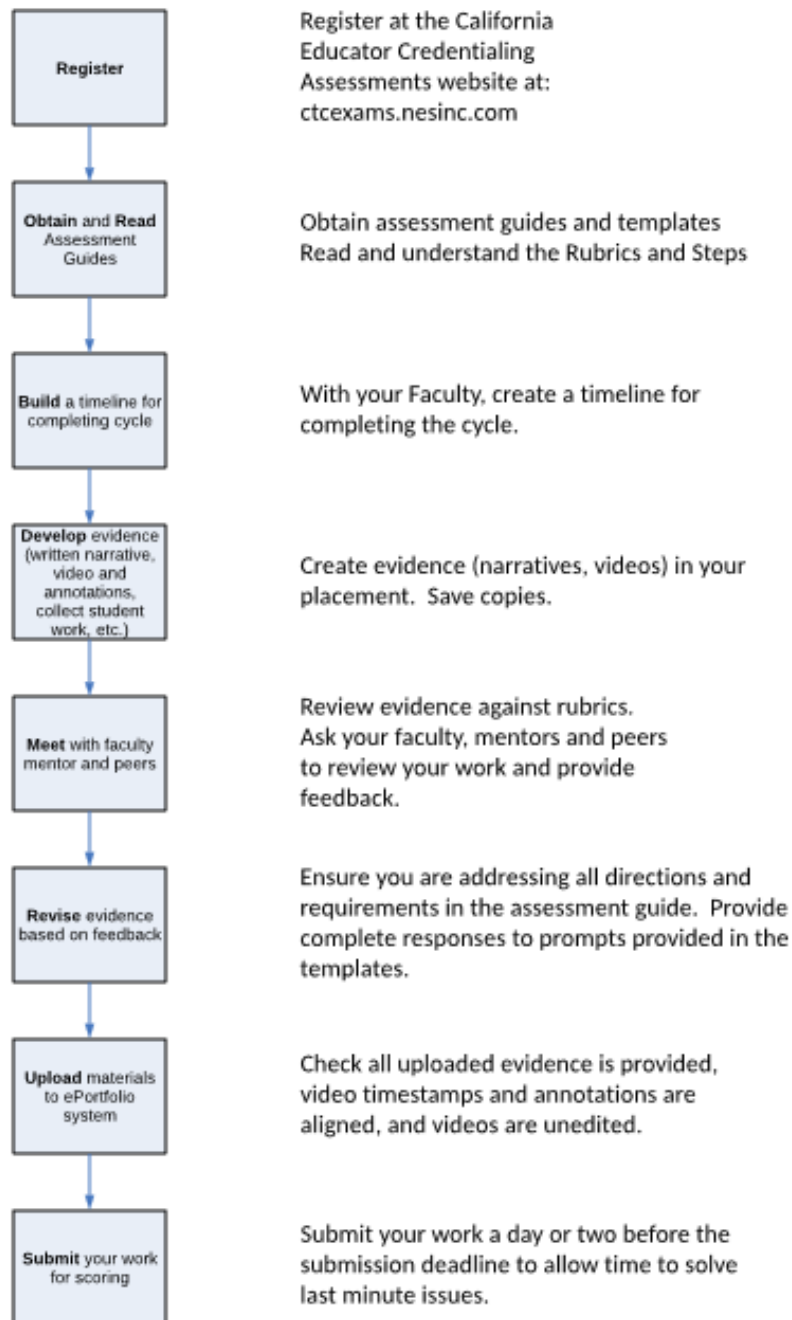 Register
Register at the California
Educator Credentialing
Assessments website at:
ctcexams.nesinc.com
Obtain and Read
Assessment
Guides
Obtain assessment guides and templates
Read and understand the Rubrics and Steps
Build a timeline for
completing cycle
With your Faculty, create a timeline for
completing the cycle.
Develop evidence
(written narrative,
video and
annotations,
collect student
work, etc.)
Create evidence (narratives, videos) in your
placement.  Save copies.
Meet with faculty
mentor and peers
Review evidence against rubrics.
Ask your faculty, mentors and peers
to review your work and provide
feedback.
Revise evidence
based on feedback
Ensure you are addressing all directions and
requirements in the assessment guide.  Provide
complete responses to prompts provided in the
templates.
Upload materials
to ePortfolio
system
Check all uploaded evidence is provided,
video timestamps and annotations are
aligned, and videos are unedited.
Submit your work
for scoring
Submit your work a day or two before the
submission deadline to allow time to solve
last minute issues.